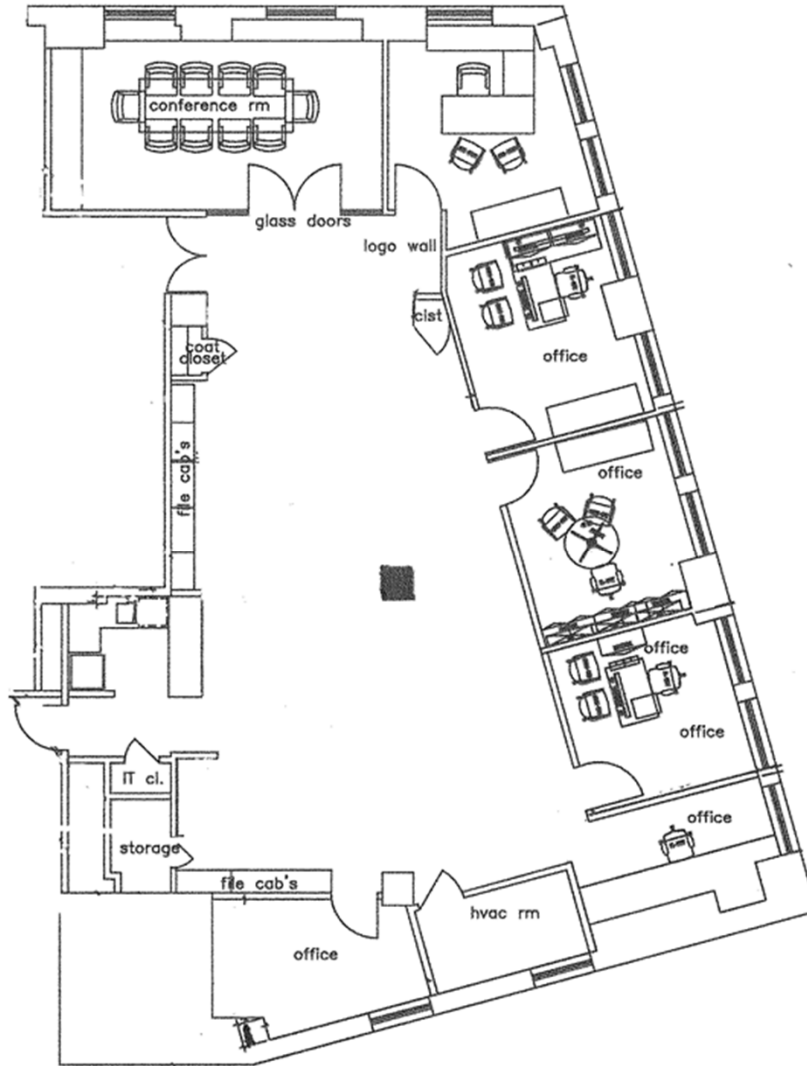 conference rm
glass doors
logo wall
clst
coat
closet
office
file cab's
office
office
office
IT cl.
office
storage
file cab's
hvac rm
office